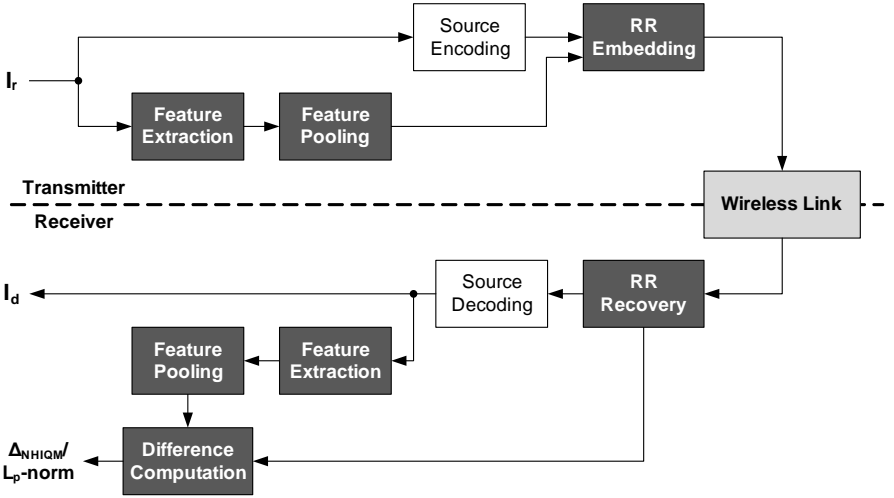 Source
Encoding
RR
Embedding
Ir
Feature
Extraction
Feature
Pooling
Transmitter
Receiver
Wireless Link
Id
Source
Decoding
RR
Recovery
Feature
Pooling
Feature
Extraction
ΔNHIQM/
Lp-norm
Difference
Computation